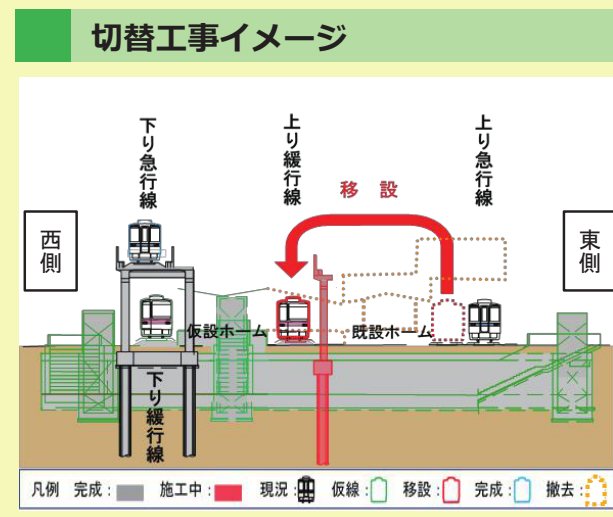 切替工事イメージ
下り急行線
上り緩行線
上り急行線
移 設
西側
東側
仮設ホーム
既設ホーム
下り緩行線
凡例 完成: 施工中: 現況: 仮線: 移設: 完成: 撤去: